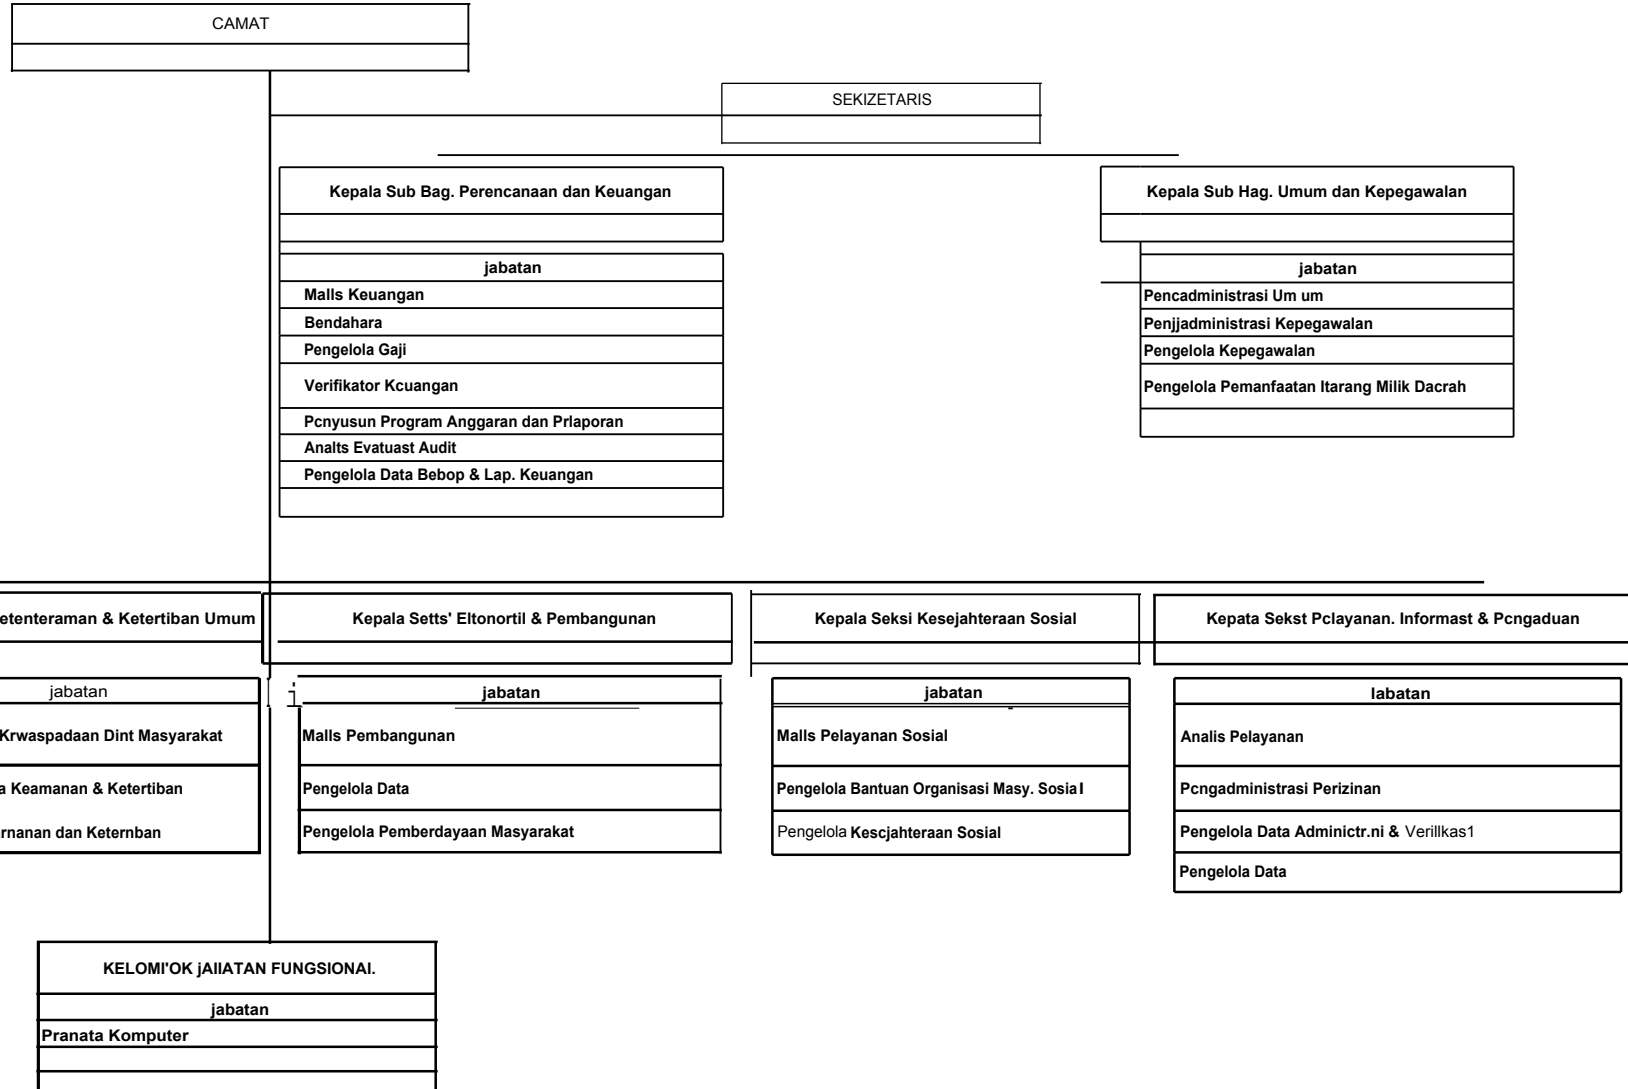 CAMAT
SEKIZETARIS
Kepala Sub Bag. Perencanaan dan Keuangan
Kepala Sub Hag. Umum dan Kepegawalan
jabatan
Malls Keuangan
Bendahara
Pengelola Gaji
Verifikator Kcuangan
Pcnyusun Program Anggaran dan Prlaporan
Analts Evatuast Audit
Pengelola Data Bebop & Lap. Keuangan
jabatan
Pencadministrasi Um um
Penjjadministrasi Kepegawalan
Pengelola Kepegawalan
Pengelola Pemanfaatan Itarang Milik Dacrah
etenteraman & Ketertiban Umum
Kepala Setts' Eltonortil & Pembangunan
Kepala Seksi Kesejahteraan Sosial
Kepata Sekst Pclayanan. Informast & Pcngaduan
jabatan
Krwaspadaan Dint Masyarakat
a Keamanan & Ketertiban
rnanan dan Keternban
i
jabatan
Malls Pembangunan
Pengelola Data
Pengelola Pemberdayaan Masyarakat
jabatan
Malls Pelayanan Sosial
Pengelola Bantuan Organisasi Masy. Sosial
Pengelola Kescjahteraan Sosial
labatan
Analis Pelayanan
Pcngadministrasi Perizinan
Pengelola Data Adminictr.ni & Verillkas1
Pengelola Data
KELOMI'OK jAIIATAN FUNGSIONAI.
jabatan
Pranata Komputer